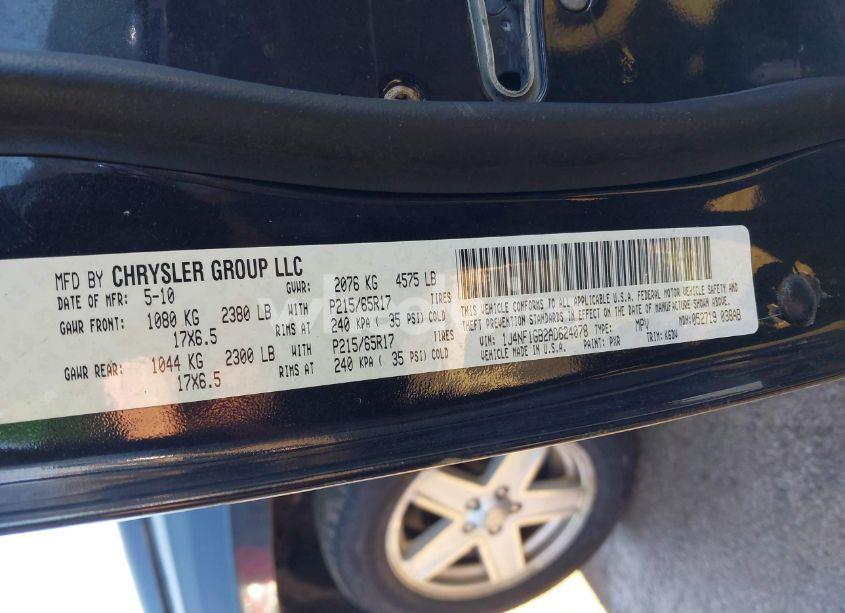 MFD BY CHRYSLER GROUP LLC
DATE OF MFR: 5-10 GVWR: 2076 KG 4575 LB
GAWR FRONT: 1080 KG 2380 LB WITH P215/65R17 TIRES
17X6.5 RIMS AT 240 KPA ( 35 PSI) COLD
GAWR REAR: 1044 KG 2300 LB WITH P215/65R17 TIRES
17X6.5 RIMS AT 240 KPA ( 35 PSI) COLD
THIS VEHICLE CONFORMS TO ALL APPLICABLE U.S.A. FEDERAL MOTOR VEHICLE SAFETY AND
THEFT PREVENTION STANDARDS IN EFFECT ON THE DATE OF MANUFACTURE SHOWN ABOVE.
VIN: 1J4NF1GB2AD624078 TYPE: MPV MDH: 052719 038AB
VEHICLE MADE IN U.S.A. PAINT: PXR TRIM: K6DV